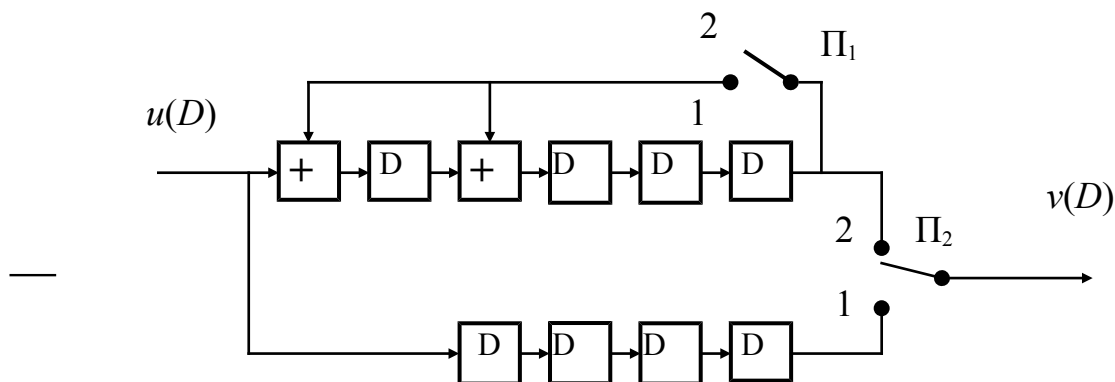 2 Π₁
u(D) 1
+ D + D D D
v(D)
2 Π₂
1
D D D D